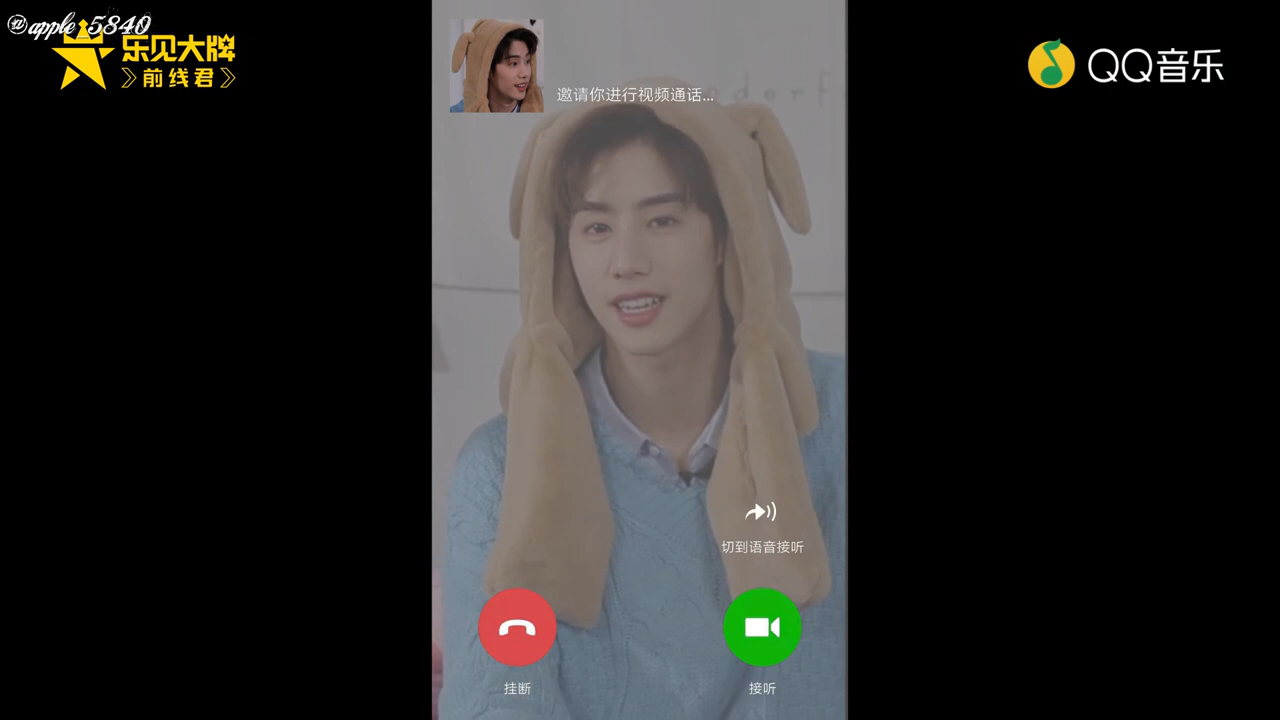 @apple_5840
乐见大牌
》前线君》
QQ音乐
邀请你进行视频通话...
切到语音接听
挂断
接听